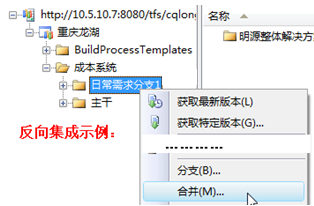 http://10.5.10.7:8080/tfs/cqlong
名称
重庆龙湖
明源整体解决方
BuildProcessTemplates
成本系统
日常需求分支1
主干
获取最新版本(L)
获取特定版本(G)...
反向集成示例：
………………
分支(B)...
合并(M)...